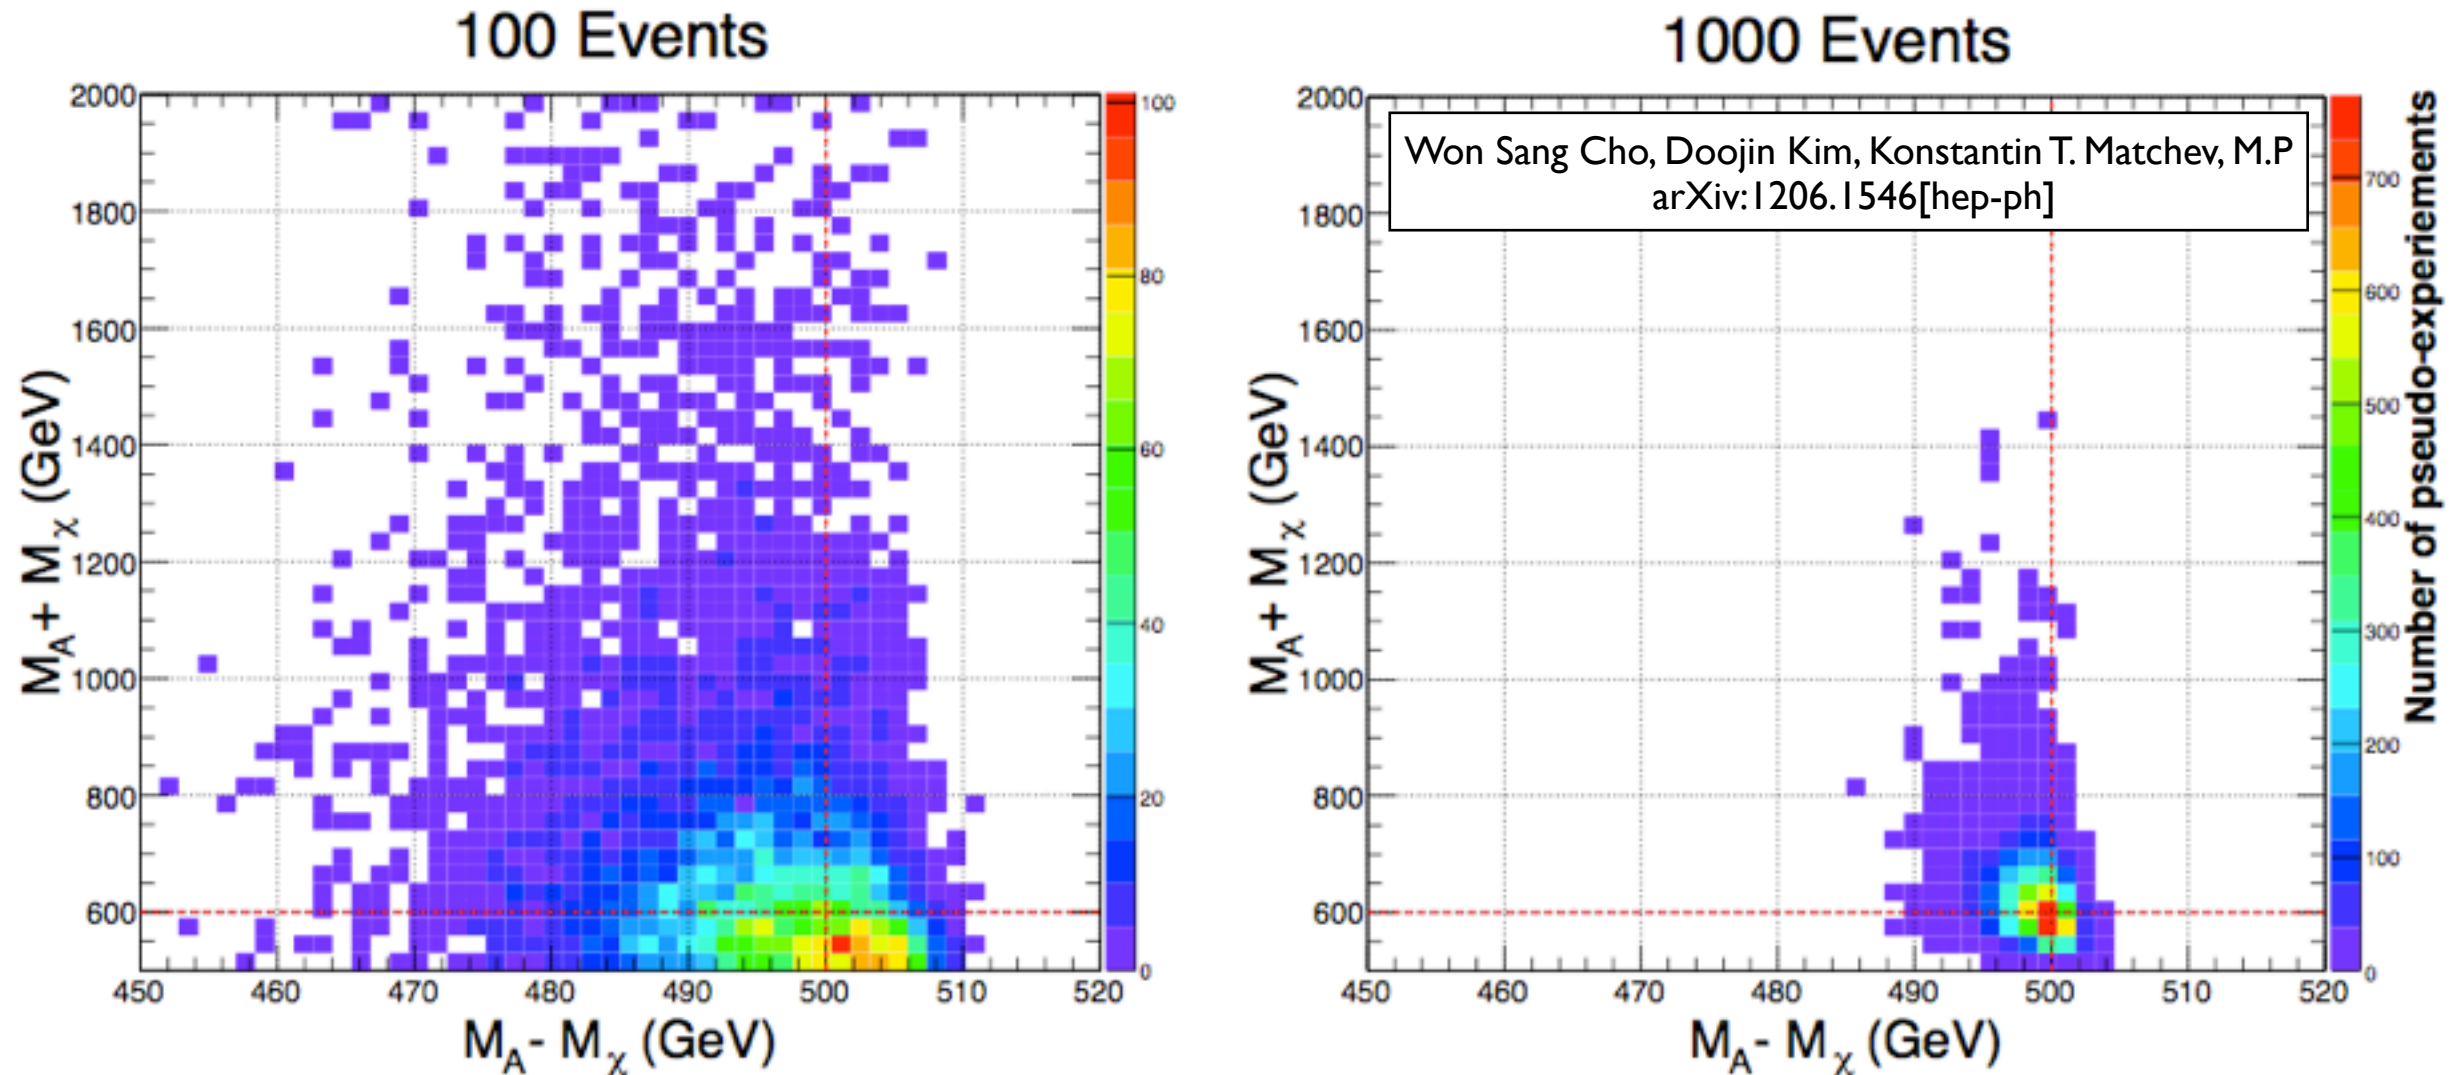 100 Events
2000
1800
1600
1400
1200
1000
800
600
M_A + M_χ (GeV)
450 460 470 480 490 500 510 520
M_A - M_χ (GeV)
100
80
60
40
20
0
1000 Events
Won Sang Cho, Doojin Kim, Konstantin T. Matchev, M.P
arXiv:1206.1546[hep-ph]
2000
1800
1600
1400
1200
1000
800
600
M_A + M_χ (GeV)
450 460 470 480 490 500 510 520
M_A - M_χ (GeV)
700
600
500
400
300
200
100
0
Number of pseudo-experiements